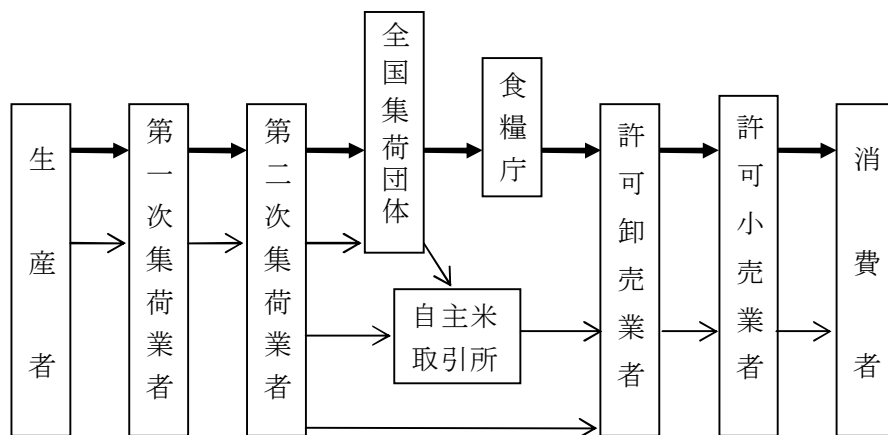 生産者
第一次集荷業者
第二次集荷業者
全国集荷団体
食糧庁
自主米
取引所
許可卸売業者
許可小売業者
消費者